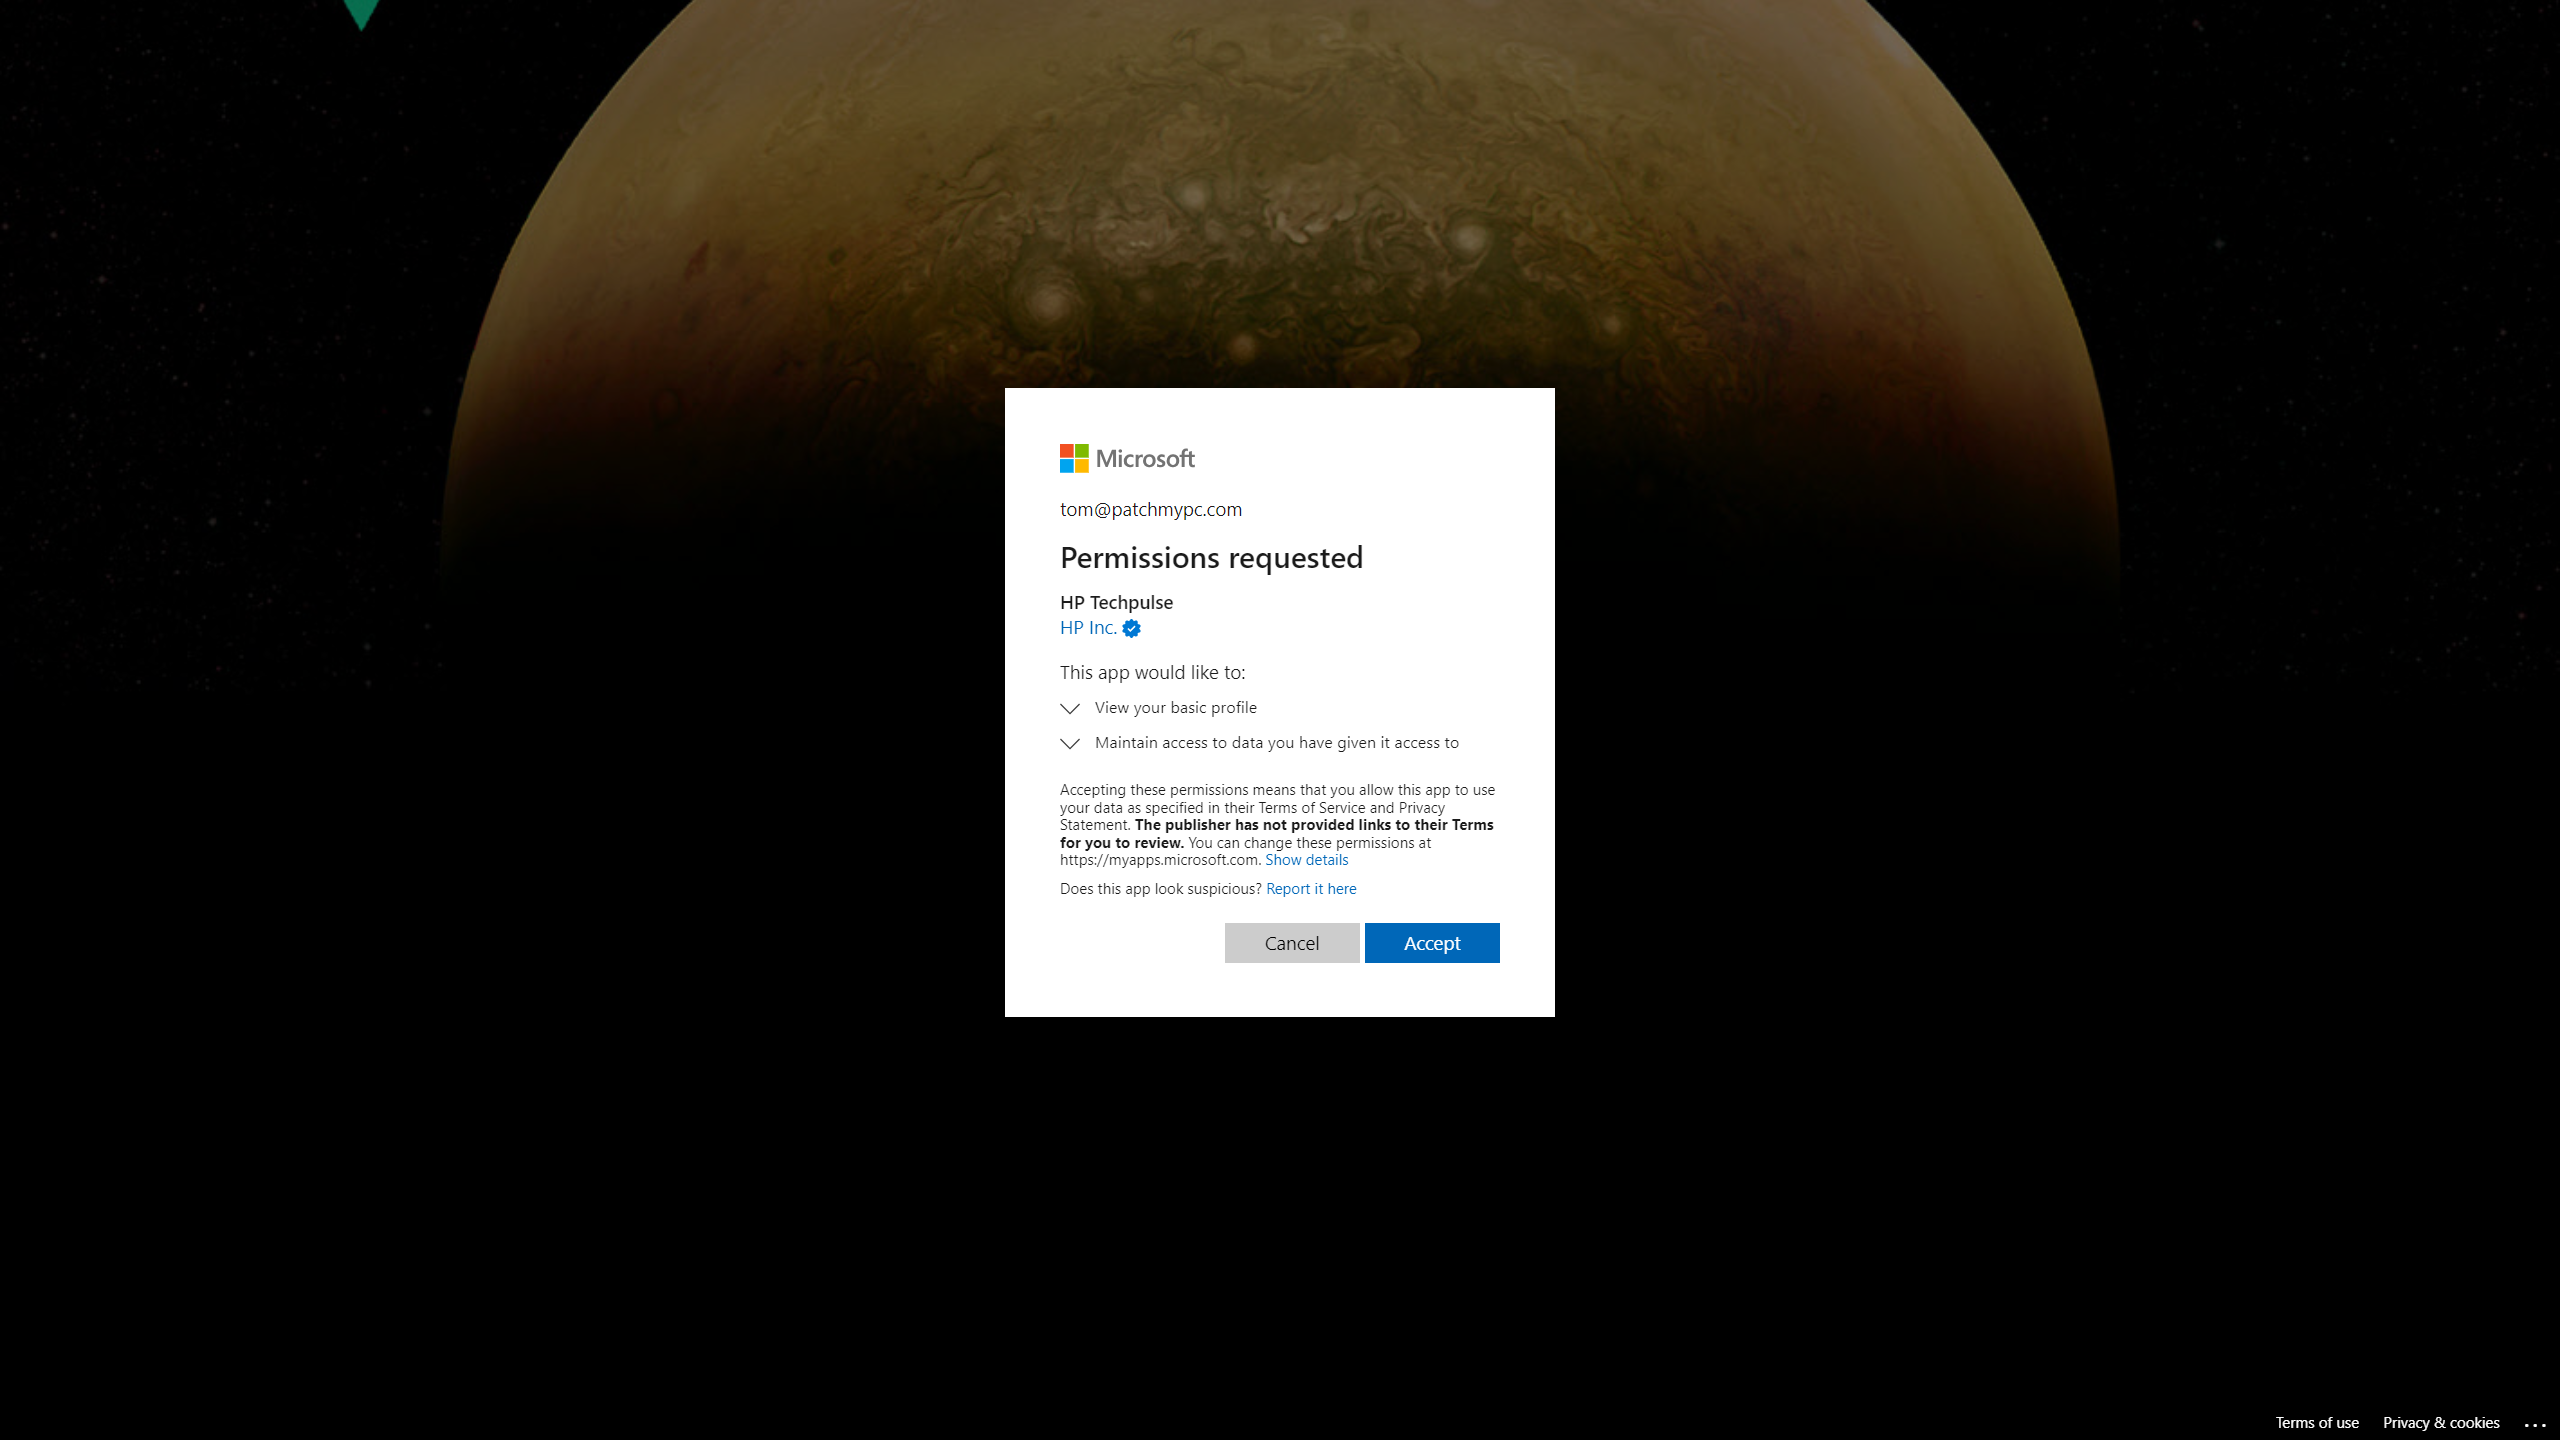 Microsoft
tom@patchmypc.com
Permissions requested
HP Techpulse
HP Inc.
This app would like to:
View your basic profile
Maintain access to data you have given it access to
Accepting these permissions means that you allow this app to use
your data as specified in their Terms of Service and Privacy
Statement. The publisher has not provided links to their Terms
for you to review. You can change these permissions at
https://myapps.microsoft.com. Show details
Does this app look suspicious? Report it here
Cancel Accept
Terms of use Privacy & cookies ...